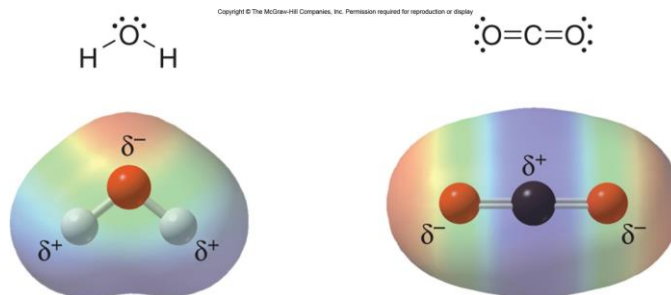 Copyright © The McGraw-Hill Companies, Inc. Permission required for reproduction or display
O
H H
O=C=O
δ⁻
δ⁺ δ⁺
δ⁺
δ⁻ δ⁻